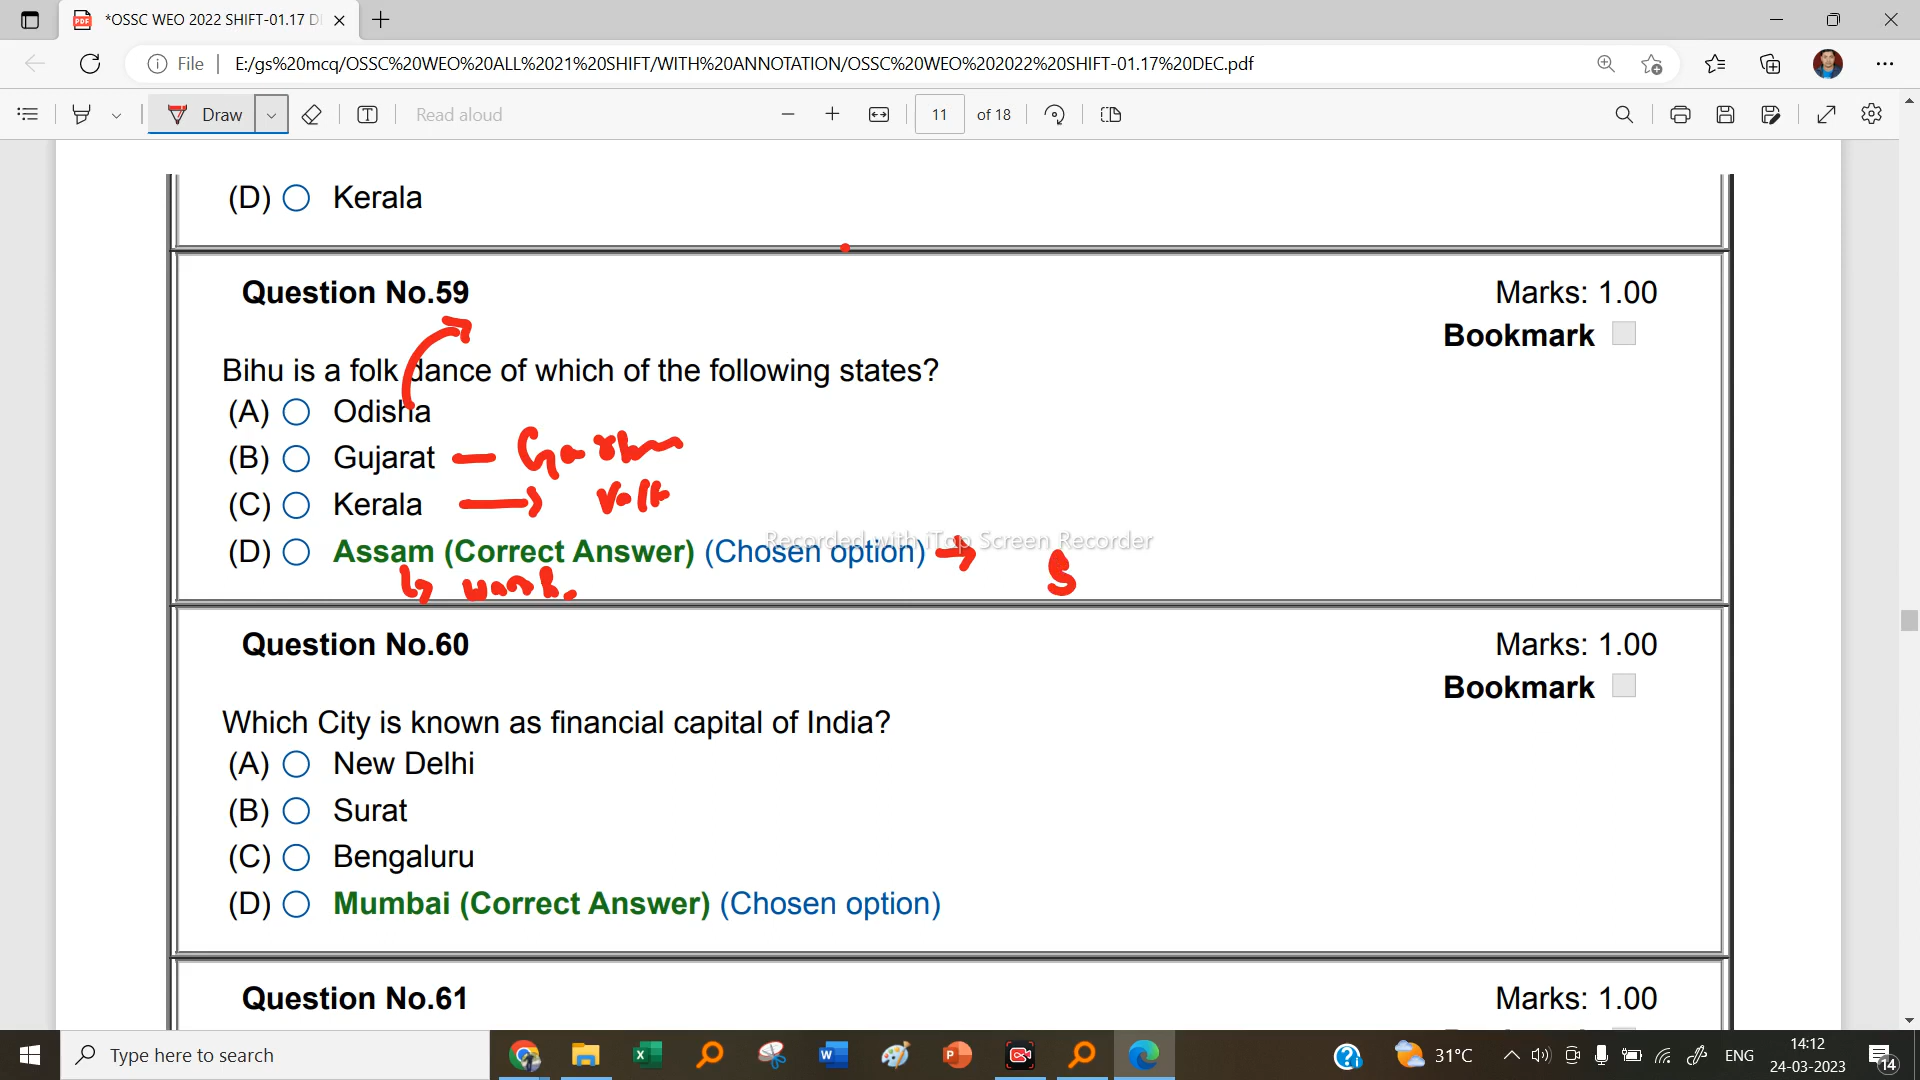 *OSSC WEO 2022 SHIFT-01.17 D
File
E:/gs%20mcq/OSSC%20WEO%20ALL%2021%20SHIFT/WITH%20ANNOTATION/OSSC%20WEO%202022%20SHIFT-01.17%20DEC.pdf
Draw
Read aloud
11 of 18
(D) Kerala
Question No.59 Marks: 1.00
Bookmark
Bihu is a folk dance of which of the following states?
(A) Odisha
(B) Gujarat
(C) Kerala
(D) Assam (Correct Answer) (Chosen option)
Recorded with iTop Screen Recorder
Question No.60 Marks: 1.00
Bookmark
Which City is known as financial capital of India?
(A) New Delhi
(B) Surat
(C) Bengaluru
(D) Mumbai (Correct Answer) (Chosen option)
Question No.61 Marks: 1.00
Type here to search
31°C
ENG
14:12
24-03-2023
14